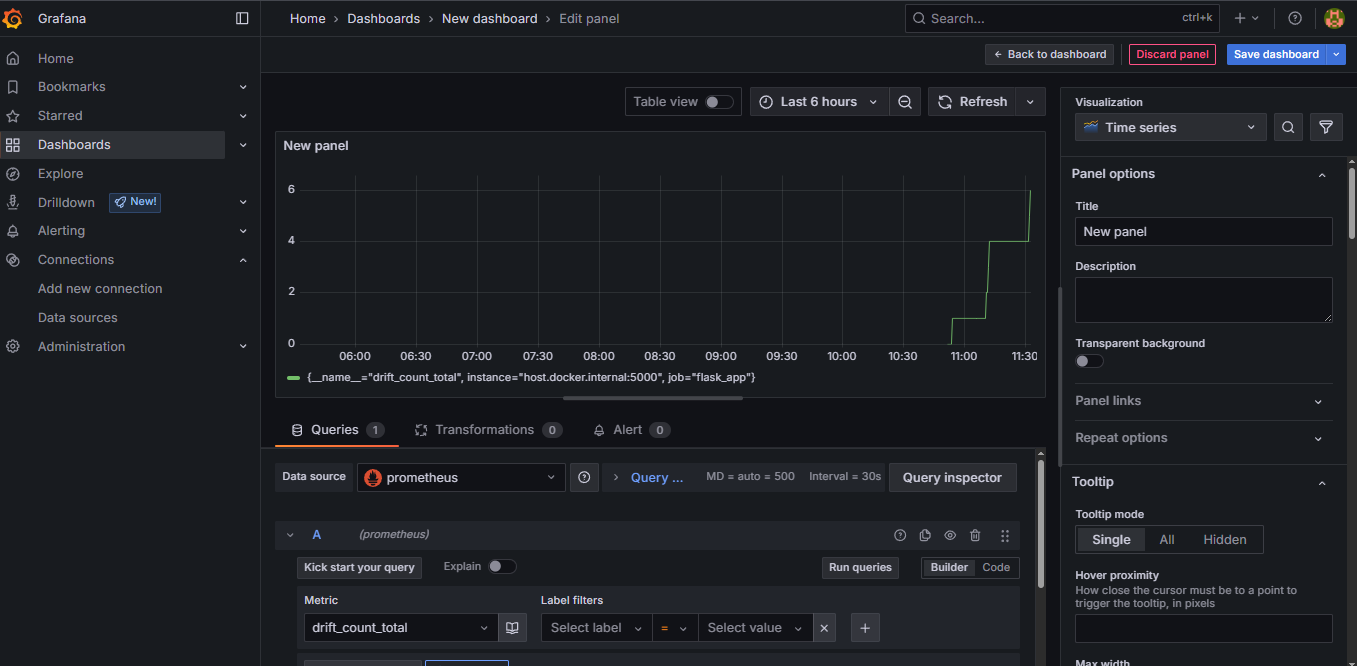 Grafana
Home › Dashboards › New dashboard › Edit panel
Search... ctrl+k
Home
Bookmarks
Starred
Dashboards
Explore
Drilldown New!
Alerting
Connections
Add new connection
Data sources
Administration
← Back to dashboard Discard panel Save dashboard
Table view Last 6 hours Refresh
New panel
6
4
2
0
06:00 06:30 07:00 07:30 08:00 08:30 09:00 09:30 10:00 10:30 11:00 11:30
{__name__="drift_count_total", instance="host.docker.internal:5000", job="flask_app"}
Queries 1 Transformations 0 Alert 0
Data source prometheus › Query ... MD = auto = 500 Interval = 30s Query inspector
A (prometheus)
Kick start your query Explain Run queries Builder Code
Metric Label filters
drift_count_total Select label = Select value × +
Visualization
Time series
Panel options
Title
New panel
Description
Transparent background
Panel links
Repeat options
Tooltip
Tooltip mode
Single All Hidden
Hover proximity
How close the cursor must be to a point to
trigger the tooltip, in pixels
Max width